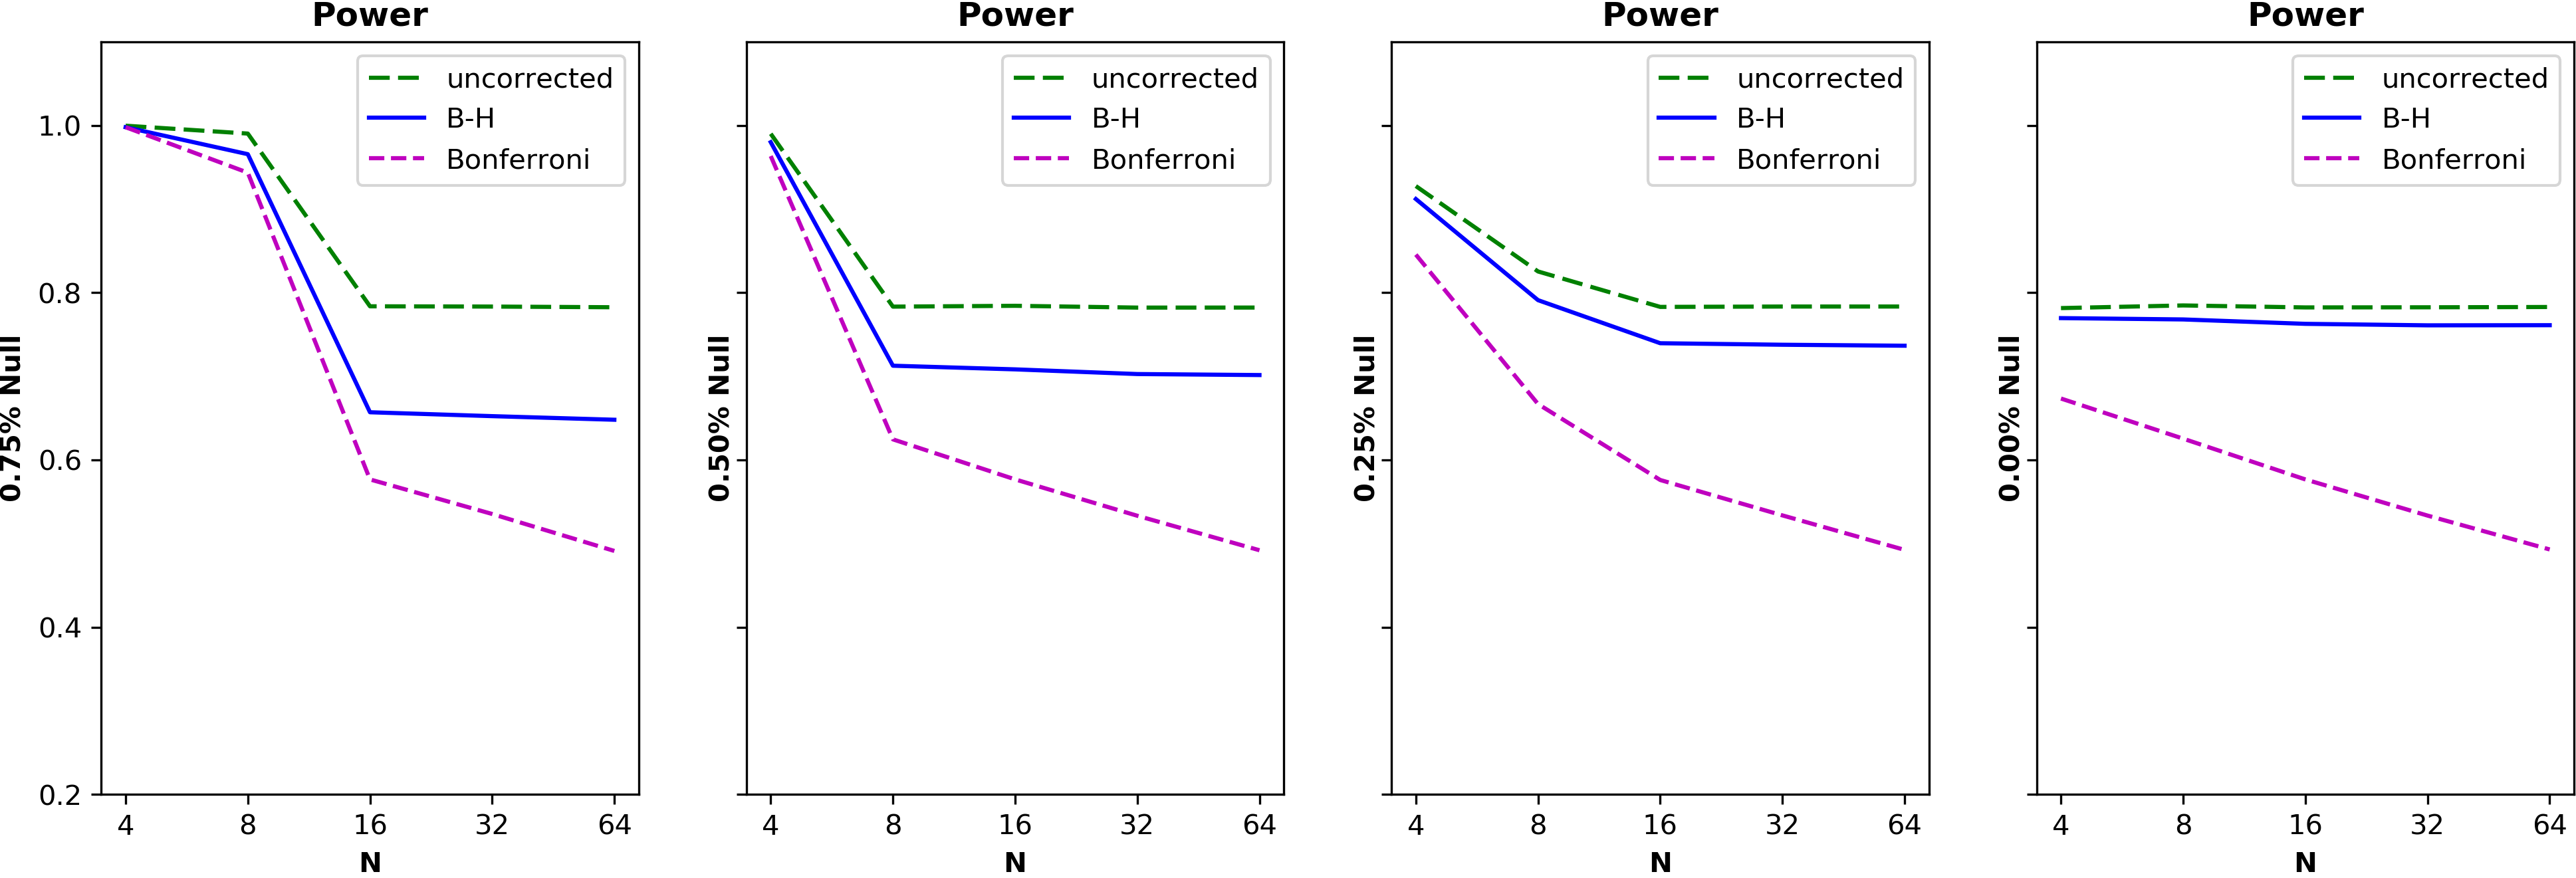 Power
uncorrected
B-H
Bonferroni
1.0
0.8
0.6
0.4
0.2
0.75% Null
4 8 16 32 64
N
Power
uncorrected
B-H
Bonferroni
0.50% Null
4 8 16 32 64
N
Power
uncorrected
B-H
Bonferroni
0.25% Null
4 8 16 32 64
N
Power
uncorrected
B-H
Bonferroni
0.00% Null
4 8 16 32 64
N